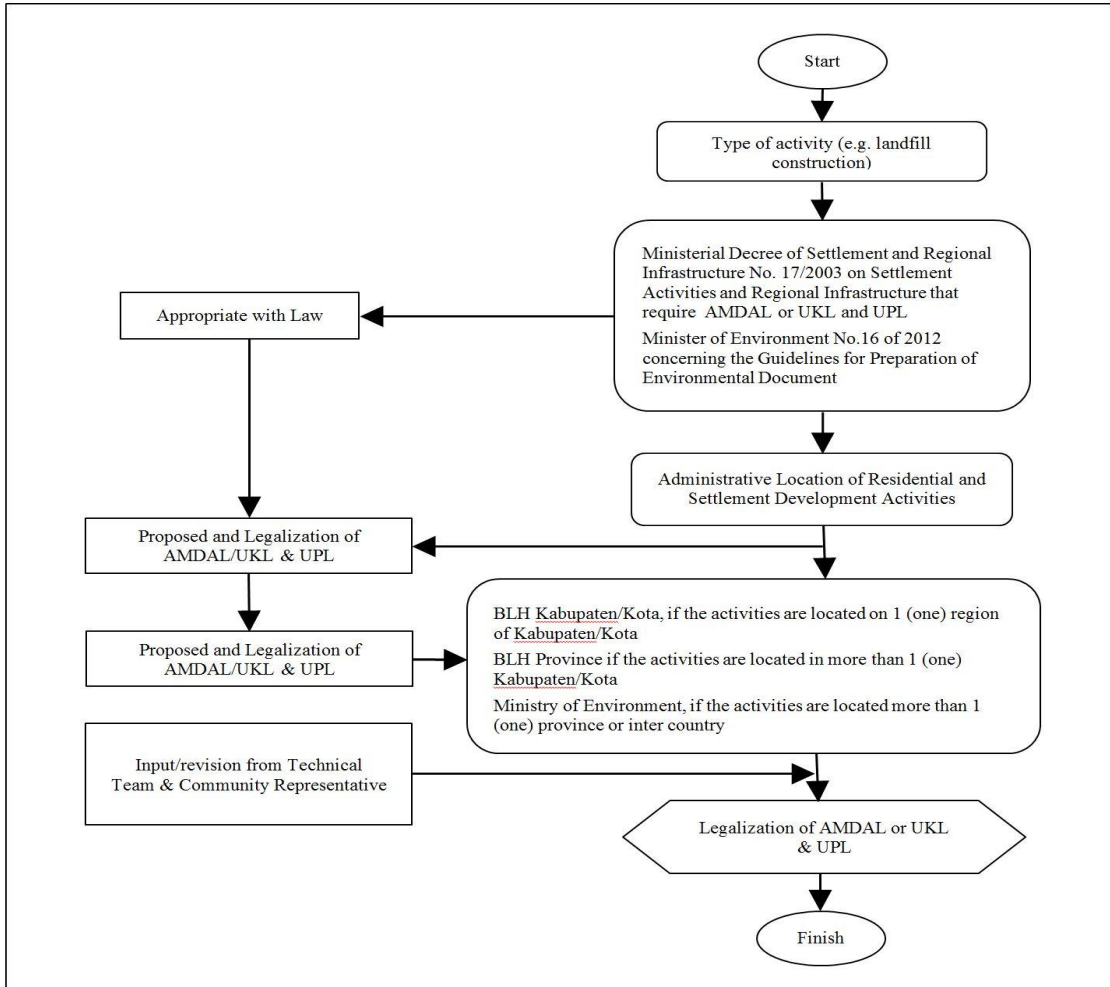 Start
Type of activity (e.g. landfill
construction)
Ministerial Decree of Settlement and Regional
Infrastructure No. 17/2003 on Settlement
Activities and Regional Infrastructure that
require AMDAL or UKL and UPL
Minister of Environment No.16 of 2012
concerning the Guidelines for Preparation of
Environmental Document
Appropriate with Law
Administrative Location of Residential and
Settlement Development Activities
Proposed and Legalization of
AMDAL/UKL & UPL
BLH Kabupaten/Kota, if the activities are located on 1 (one) region
of Kabupaten/Kota
BLH Province if the activities are located in more than 1 (one)
Kabupaten/Kota
Ministry of Environment, if the activities are located more than 1
(one) province or inter country
Proposed and Legalization of
AMDAL/UKL & UPL
Input/revision from Technical
Team & Community Representative
Legalization of AMDAL or UKL
& UPL
Finish